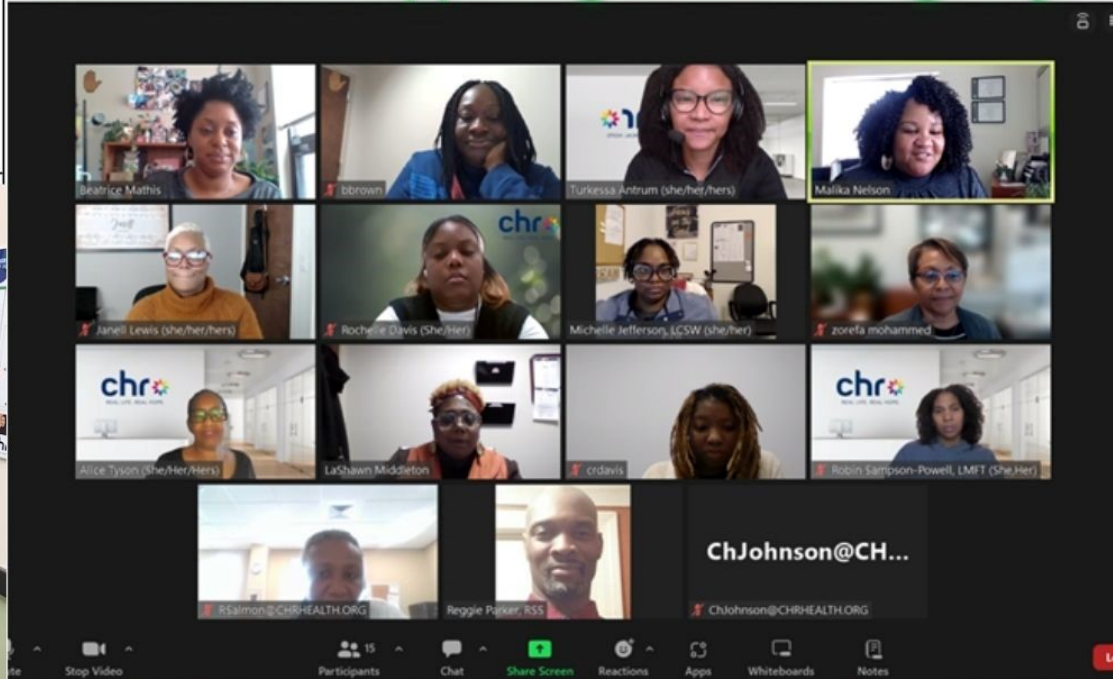 Beatrice Mathis
bbrown
Turkessa Antrum (she/her/hers)
Malika Nelson
chr
Janell Lewis (she/her/hers)
Rochelle Davis (She/Her)
Michelle Jefferson, LCSW (she/her)
zorefa mohammed
chr
REAL LIFE. REAL HOPE.
chr
REAL LIFE. REAL HOPE.
Alice Tyson (She/Her/Hers)
LaShawn Middleton
crdavis
Robin Sampson-Powell, LMFT (She,Her)
ChJohnson@CH...
RSalmon@CHRHEALTH.ORG
Reggie Parker, RSS
ChJohnson@CHRHEALTH.ORG
15
Stop Video
Participants
Chat
Share Screen
Reactions
Apps
Whiteboards
Notes